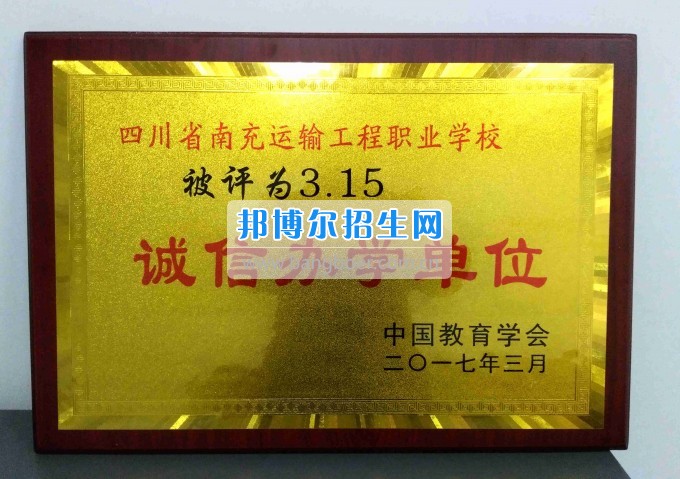 四川省南充运输工程职业学校
被评为3.15
邦博尔招生网
诚信办学单位
中国教育学会
二〇一七年三月